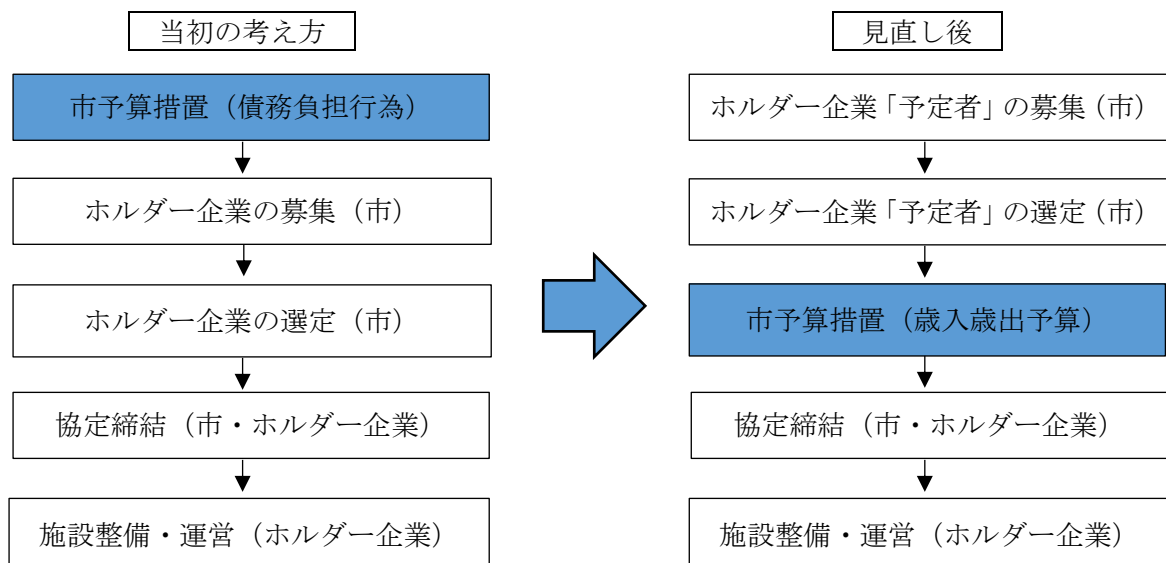 当初の考え方
市予算措置（債務負担行為）
ホルダー企業の募集（市）
ホルダー企業の選定（市）
協定締結（市・ホルダー企業）
施設整備・運営（ホルダー企業）
見直し後
ホルダー企業「予定者」の募集（市）
ホルダー企業「予定者」の選定（市）
市予算措置（歳入歳出予算）
協定締結（市・ホルダー企業）
施設整備・運営（ホルダー企業）